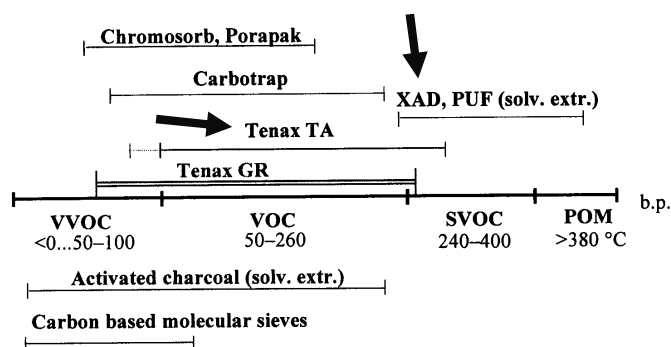 Chromosorb, Porapak
Carbotrap
XAD, PUF (solv. extr.)
Tenax TA
Tenax GR
b.p.
VVOC VOC SVOC POM
<0...50–100 50–260 240–400 >380 °C
Activated charcoal (solv. extr.)
Carbon based molecular sieves